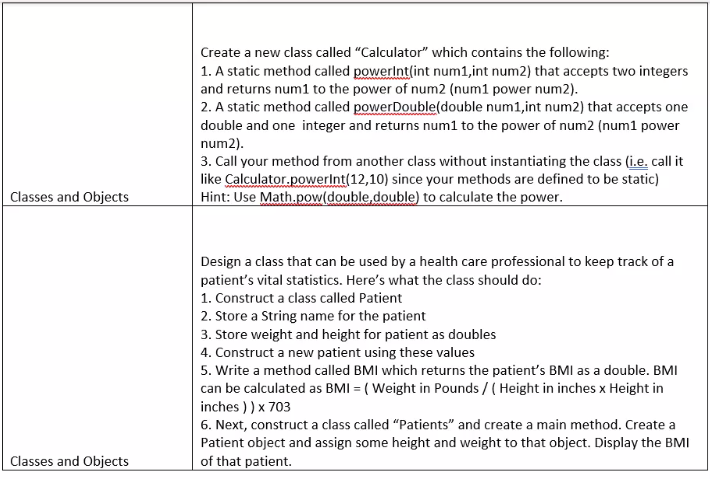 Create a new class called “Calculator” which contains the following:
1. A static method called powerInt(int num1,int num2) that accepts two integers
and returns num1 to the power of num2 (num1 power num2).
2. A static method called powerDouble(double num1,int num2) that accepts one
double and one  integer and returns num1 to the power of num2 (num1 power
num2).
3. Call your method from another class without instantiating the class (i.e. call it
like Calculator.powerInt(12,10) since your methods are defined to be static)
Classes and Objects
Hint: Use Math.pow(double,double) to calculate the power.
Design a class that can be used by a health care professional to keep track of a
patient’s vital statistics. Here’s what the class should do:
1. Construct a class called Patient
2. Store a String name for the patient
3. Store weight and height for patient as doubles
4. Construct a new patient using these values
5. Write a method called BMI which returns the patient’s BMI as a double. BMI
can be calculated as BMI = ( Weight in Pounds / ( Height in inches x Height in
inches ) ) x 703
6. Next, construct a class called “Patients” and create a main method. Create a
Patient object and assign some height and weight to that object. Display the BMI
Classes and Objects
of that patient.